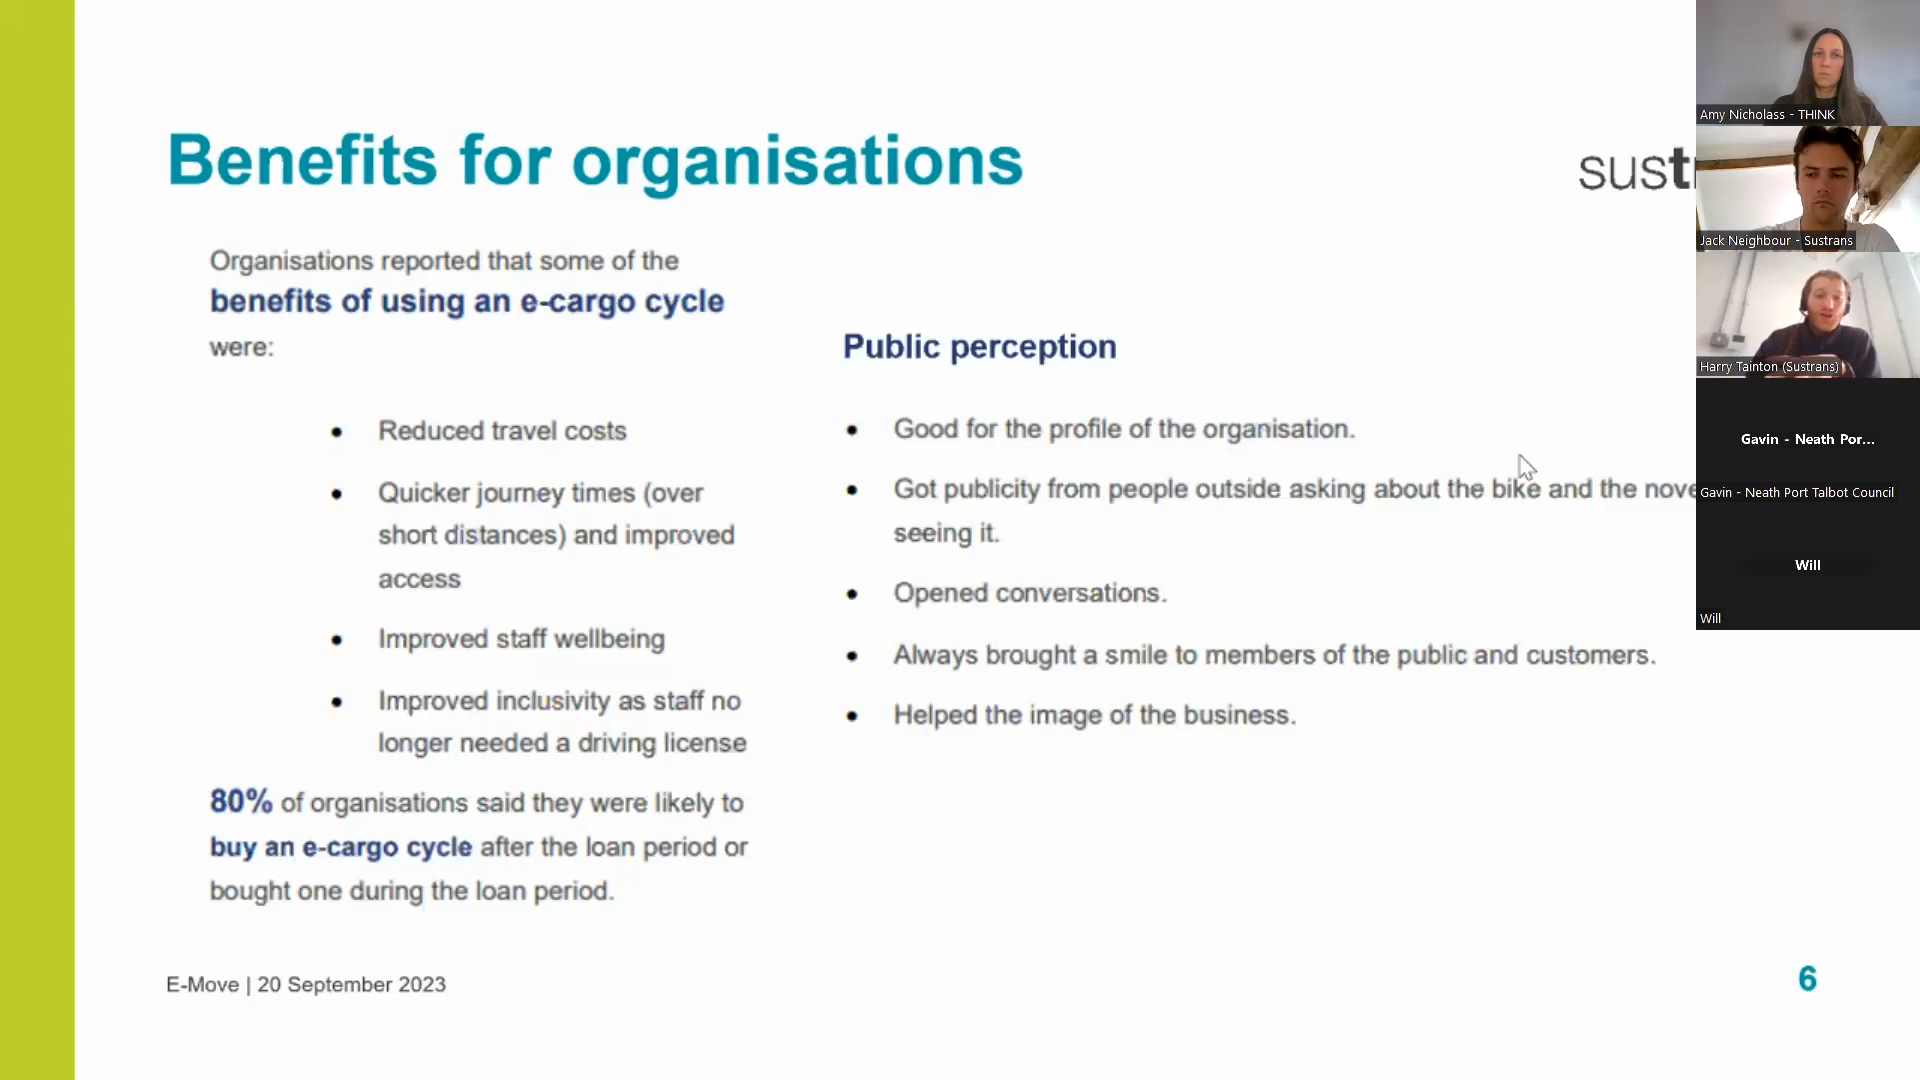 Benefits for organisations
sust
Organisations reported that some of the
benefits of using an e-cargo cycle
were:
Reduced travel costs
Quicker journey times (over
short distances) and improved
access
Improved staff wellbeing
Improved inclusivity as staff no
longer needed a driving license
80% of organisations said they were likely to
buy an e-cargo cycle after the loan period or
bought one during the loan period.
Public perception
Good for the profile of the organisation.
Got publicity from people outside asking about the bike and the nove
seeing it.
Opened conversations.
Always brought a smile to members of the public and customers.
Helped the image of the business.
E-Move | 20 September 2023
6
Amy Nicholass - THINK
Jack Neighbour - Sustrans
Harry Tainton (Sustrans)
Gavin - Neath Por...
Gavin - Neath Port Talbot Council
Will
Will